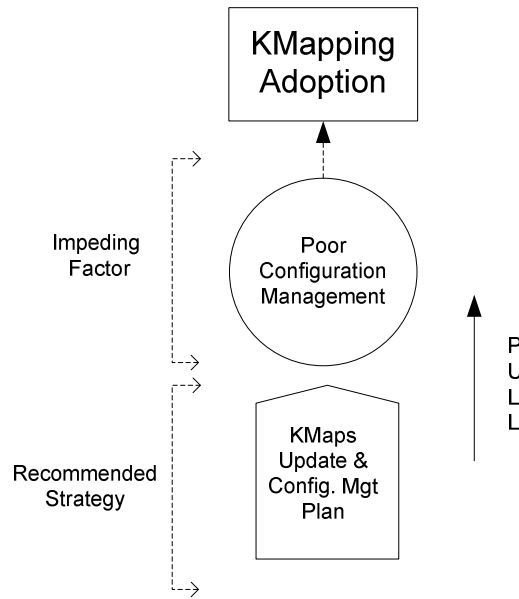 KMapping
Adoption
Impeding
Factor
Poor
Configuration
Management
P
U
L
L
KMaps
Update &
Config. Mgt
Plan
Recommended
Strategy